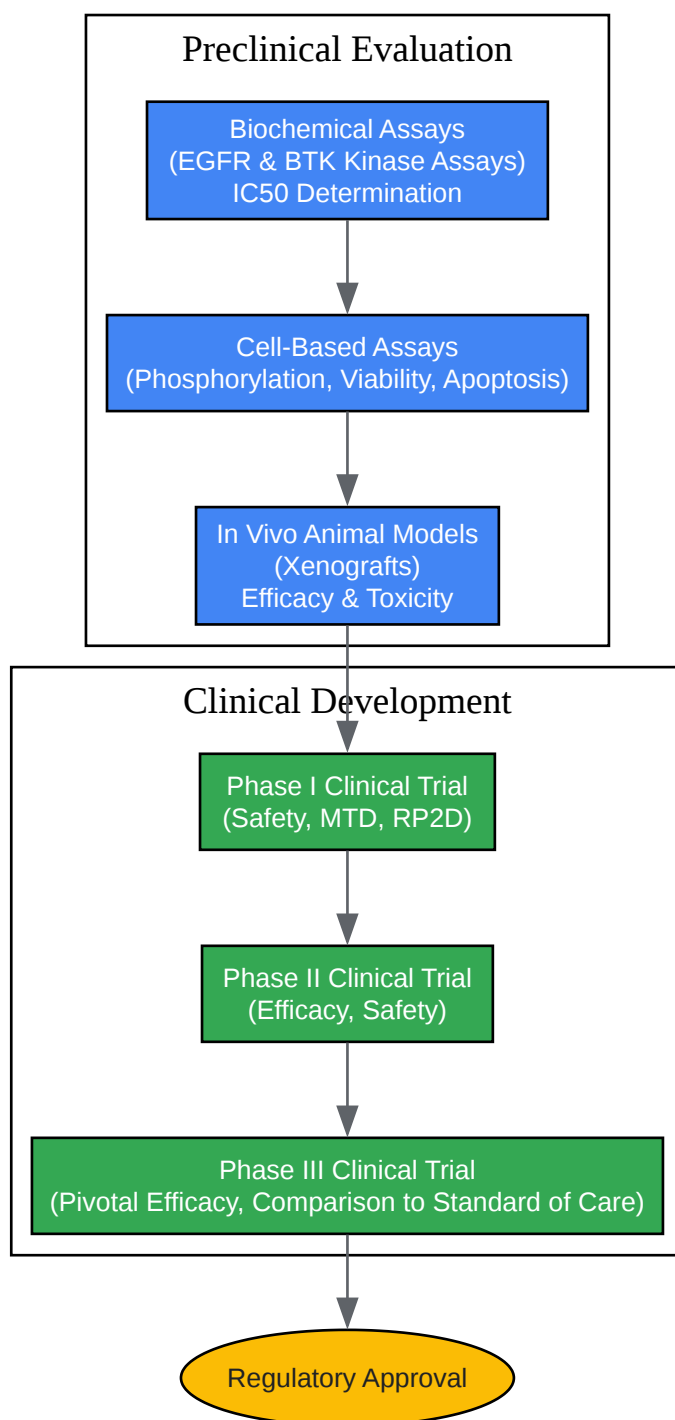 Preclinical Evaluation
Biochemical Assays
(EGFR & BTK Kinase Assays)
IC50 Determination
Cell-Based Assays
(Phosphorylation, Viability, Apoptosis)
In Vivo Animal Models
(Xenografts)
Efficacy & Toxicity
Clinical Development
Phase I Clinical Trial
(Safety, MTD, RP2D)
Phase II Clinical Trial
(Efficacy, Safety)
Phase III Clinical Trial
(Pivotal Efficacy, Comparison to Standard of Care)
Regulatory Approval